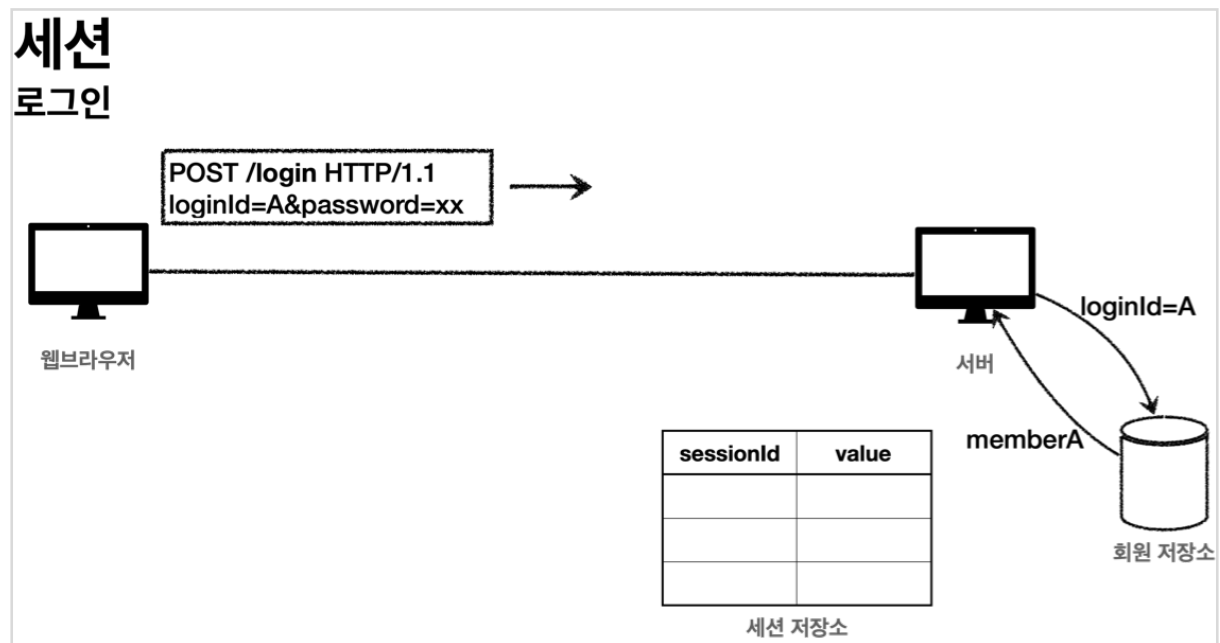 세션
로그인
POST /login HTTP/1.1
loginId=A&password=xx
웹브라우저
서버
loginId=A
memberA
회원 저장소
sessionId value
세션 저장소